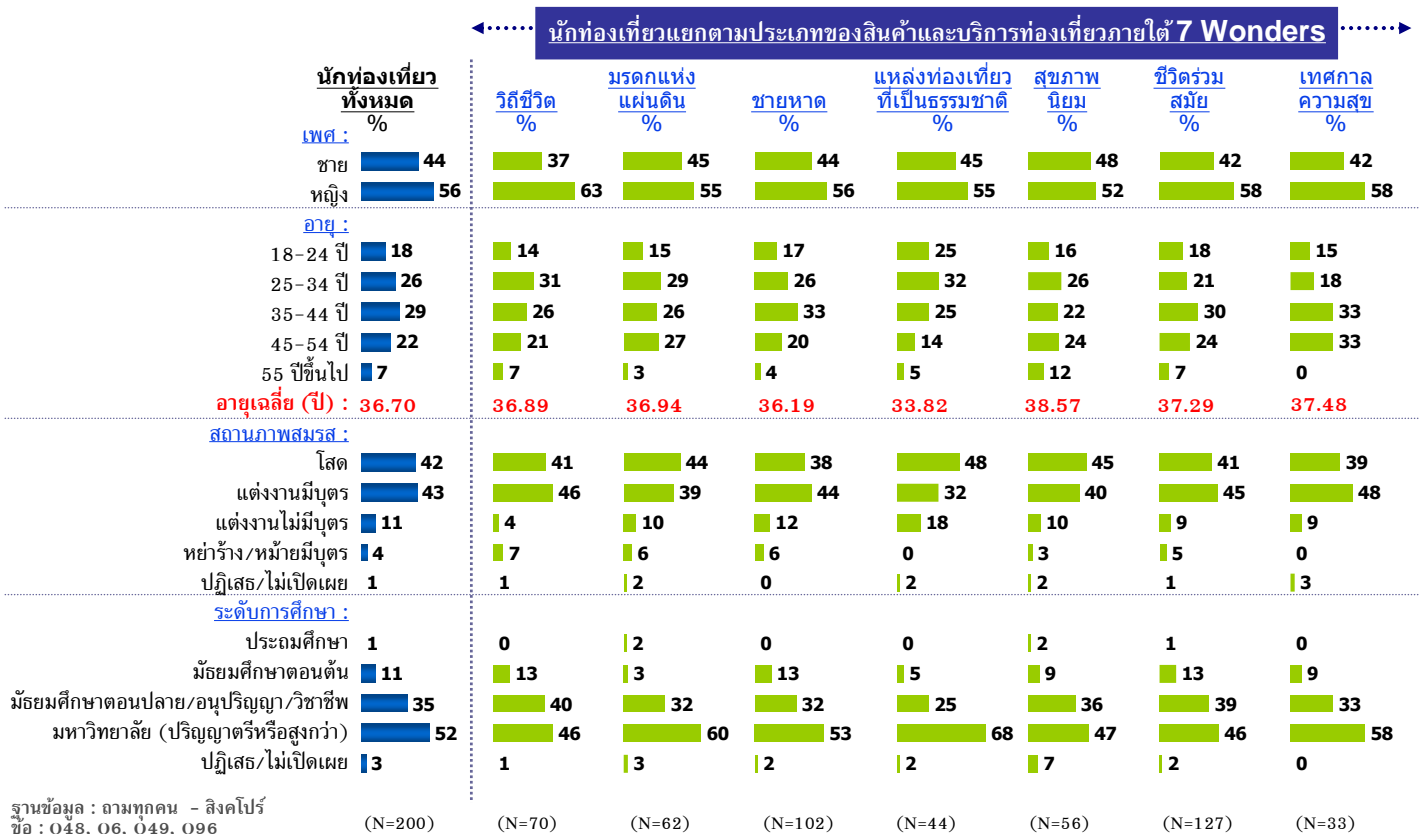 นักท่องเที่ยวแยกตามประเภทของสินค้าและบริการท่องเที่ยวภายใต้ 7 Wonders
นักท่องเที่ยว มรดกแห่ง แหล่งท่องเที่ยว สุขภาพ ชีวิตร่วม เทศกาล
ทั้งหมด วิถีชีวิต แผ่นดิน ชายหาด ที่เป็นธรรมชาติ นิยม สมัย ความสุข
% % % % % % % %
เพศ :
ชาย 44 37 45 44 45 48 42 42
หญิง 56 63 55 56 55 52 58 58
อายุ :
18-24 ปี 18 14 15 17 25 16 18 15
25-34 ปี 26 31 29 26 32 26 21 18
35-44 ปี 29 26 26 33 25 22 30 33
45-54 ปี 22 21 27 20 14 24 24 33
55 ปีขึ้นไป 7 7 3 4 5 12 7 0
อายุเฉลี่ย (ปี) : 36.70 36.89 36.94 36.19 33.82 38.57 37.29 37.48
สถานภาพสมรส :
โสด 42 41 44 38 48 45 41 39
แต่งงานมีบุตร 43 46 39 44 32 40 45 48
แต่งงานไม่มีบุตร 11 4 10 12 18 10 9 9
หย่าร้าง/หม้ายมีบุตร 4 7 6 6 0 3 5 0
ปฏิเสธ/ไม่เปิดเผย 1 1 2 0 2 2 1 3
ระดับการศึกษา :
ประถมศึกษา 1 0 2 0 0 2 1 0
มัธยมศึกษาตอนต้น 11 13 3 13 5 9 13 9
มัธยมศึกษาตอนปลาย/อนุปริญญา/วิชาชีพ 35 40 32 32 25 36 39 33
มหาวิทยาลัย (ปริญญาตรีหรือสูงกว่า) 52 46 60 53 68 47 46 58
ปฏิเสธ/ไม่เปิดเผย 3 1 3 2 2 7 2 0
ฐานข้อมูล : ถามทุกคน - สิงคโปร์
ข้อ : Q48, Q6, Q49, Q96 (N=200) (N=70) (N=62) (N=102) (N=44) (N=56) (N=127) (N=33)